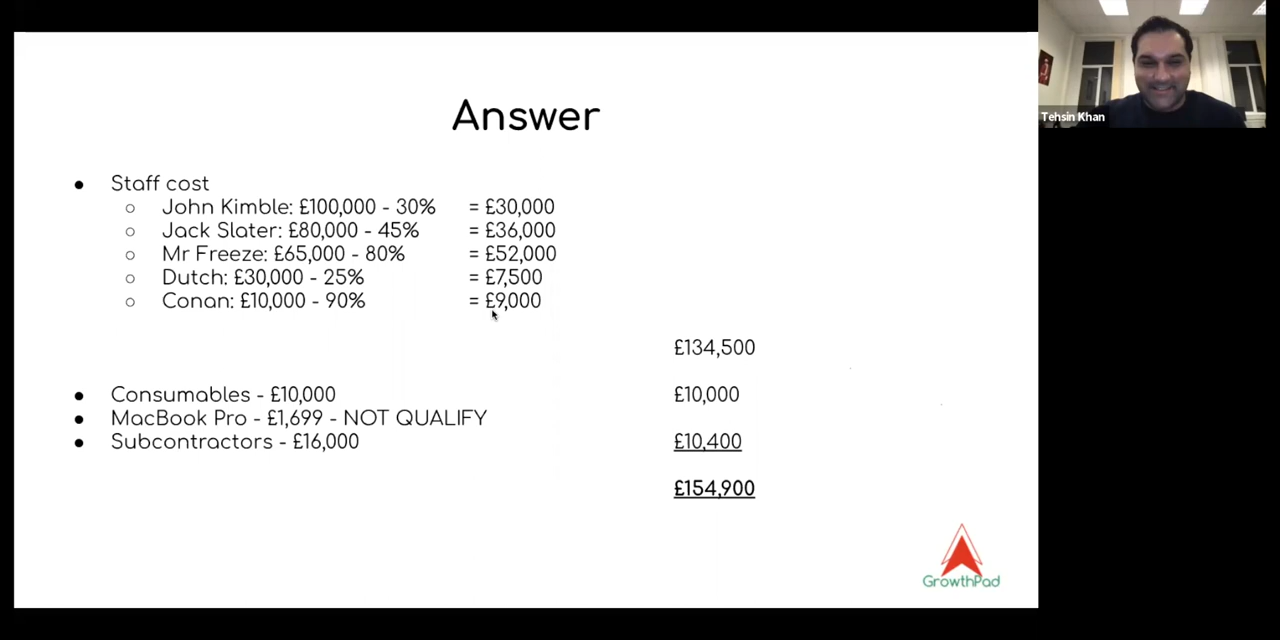 Answer
● Staff cost
○ John Kimble: £100,000 - 30% = £30,000
○ Jack Slater: £80,000 - 45% = £36,000
○ Mr Freeze: £65,000 - 80% = £52,000
○ Dutch: £30,000 - 25% = £7,500
○ Conan: £10,000 - 90% = £9,000
£134,500
● Consumables - £10,000 £10,000
● MacBook Pro - £1,699 - NOT QUALIFY
● Subcontractors - £16,000 £10,400
£154,900
GrowthPad
Tehsin Khan